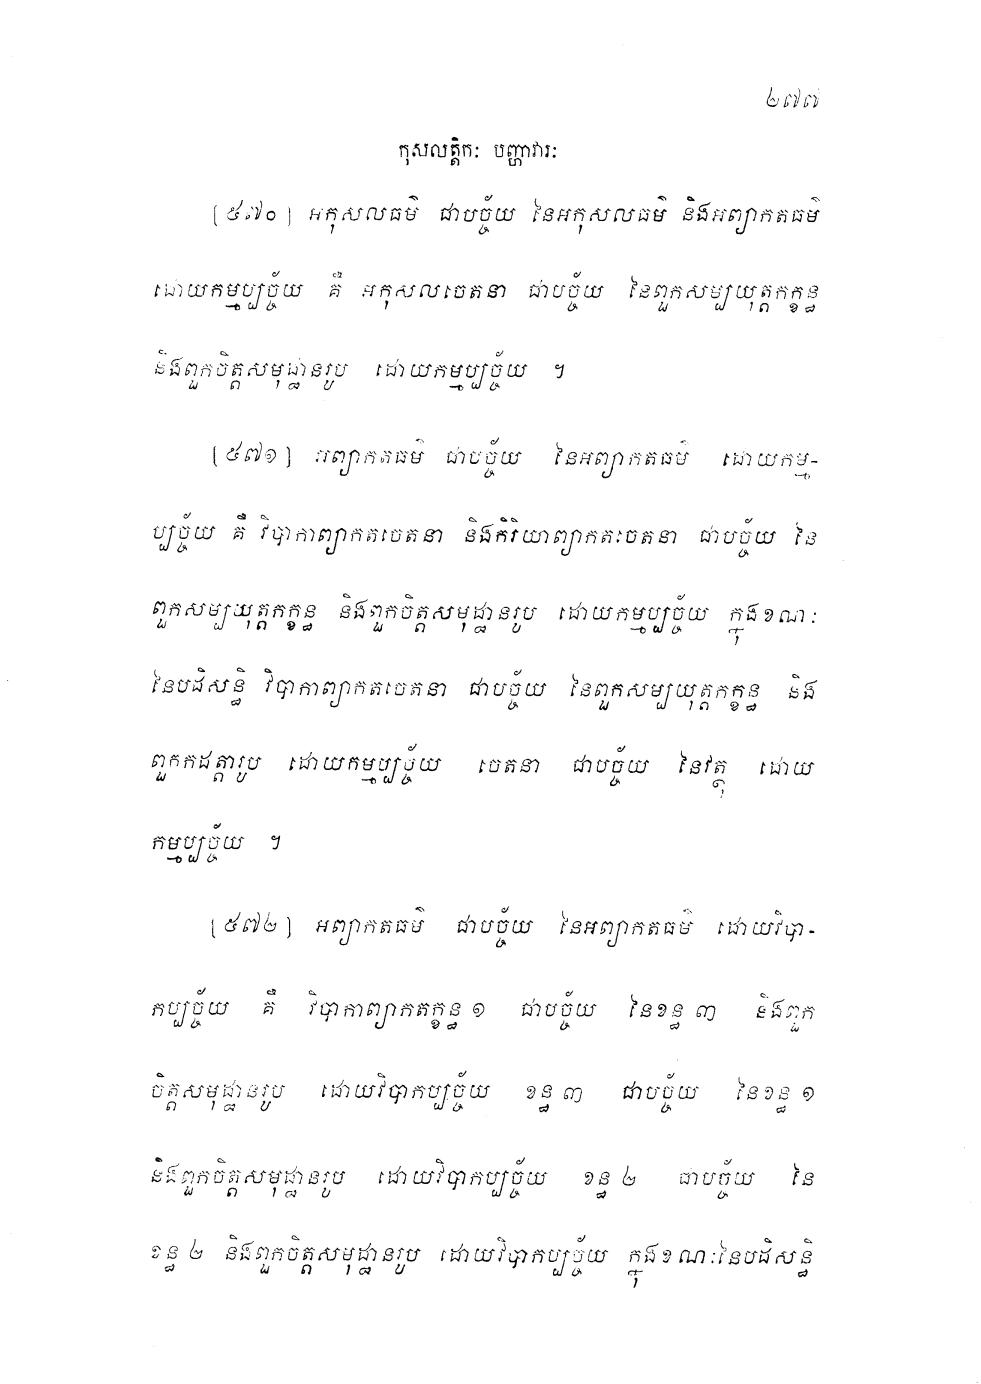 ២៧៧
កុសលត្តិកៈ បញ្ហាវារៈ
[៥៧០] អកុសលធម៌ ជាបច្ច័យ នៃអកុសលធម៌ និងអព្យាកតធម៌
ដោយកម្មប្បច្ច័យ គឺ អកុសលចេតនា ជាបច្ច័យ នៃពួកសម្បយុត្តកក្ខន្ធ
និងពួកចិត្តសមុដ្ឋានរូប ដោយកម្មប្បច្ច័យ ។
[៥៧១] អព្យាកតធម៌ ជាបច្ច័យ នៃអព្យាកតធម៌ ដោយកម្ម-
ប្បច្ច័យ គឺ វិបាកាព្យាកតចេតនា និងកិរិយាព្យាកតចេតនា ជាបច្ច័យ នៃ
ពួកសម្បយុត្តកក្ខន្ធ និងពួកចិត្តសមុដ្ឋានរូប ដោយកម្មប្បច្ច័យ ក្នុងខណៈ
នៃបដិសន្ធិ វិបាកាព្យាកតចេតនា ជាបច្ច័យ នៃពួកសម្បយុត្តកក្ខន្ធ និង
ពួកកដត្តារូប ដោយកម្មប្បច្ច័យ ចេតនា ជាបច្ច័យ នៃវត្ថុ ដោយ
កម្មប្បច្ច័យ ។
[៥៧២] អព្យាកតធម៌ ជាបច្ច័យ នៃអព្យាកតធម៌ ដោយវិបា-
កប្បច្ច័យ គឺ វិបាកាព្យាកតក្ខន្ធ ១ ជាបច្ច័យ នៃខន្ធ ៣ និងពួក
ចិត្តសមុដ្ឋានរូប ដោយវិបាកប្បច្ច័យ ខន្ធ ៣ ជាបច្ច័យ នៃខន្ធ ១
និងពួកចិត្តសមុដ្ឋានរូប ដោយវិបាកប្បច្ច័យ ខន្ធ ២ ជាបច្ច័យ នៃ
ខន្ធ ២ និងពួកចិត្តសមុដ្ឋានរូប ដោយវិបាកប្បច្ច័យ ក្នុងខណៈនៃបដិសន្ធិ